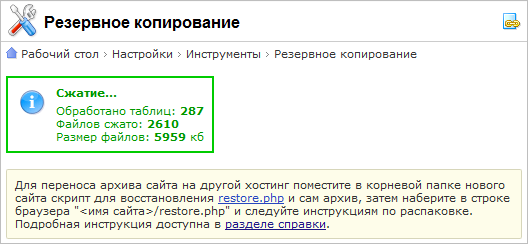 Резервное копирование
Рабочий стол › Настройки › Инструменты › Резервное копирование
Сжатие...
Обработано таблиц: 287
Файлов сжато: 2610
Размер файлов: 5959 кб
Для переноса архива сайта на другой хостинг поместите в корневой папке нового
сайта скрипт для восстановления restore.php и сам архив, затем наберите в строке
браузера "<имя сайта>/restore.php" и следуйте инструкциям по распаковке.
Подробная инструкция доступна в разделе справки.